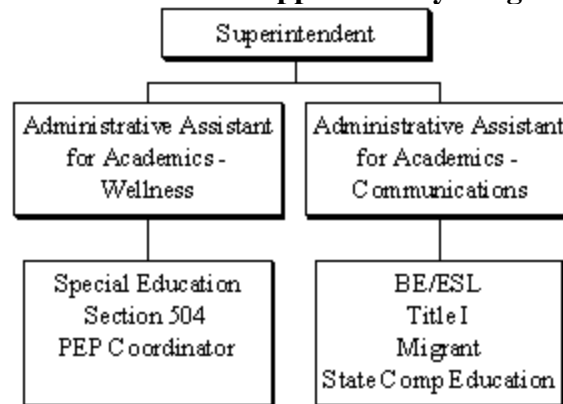 Superintendent
Administrative Assistant
for Academics -
Wellness
Administrative Assistant
for Academics -
Communications
Special Education
Section 504
PEP Coordinator
BE/ESL
Title I
Migrant
State Comp Education